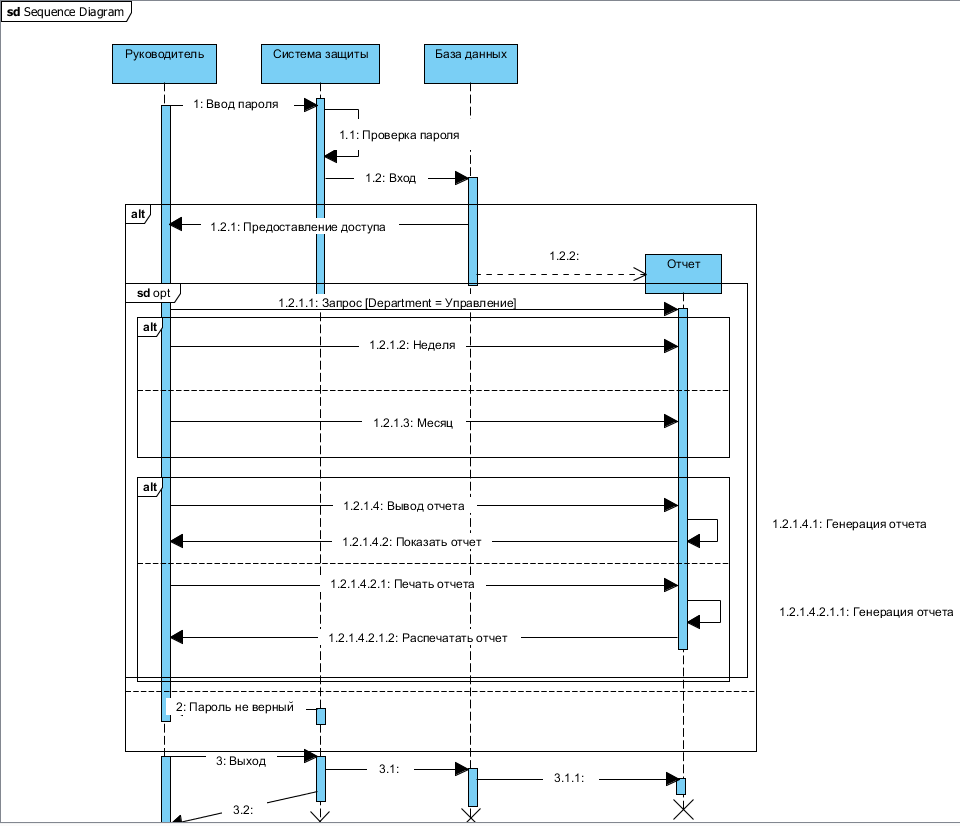 sd Sequence Diagram
Руководитель
Система защиты
База данных
1: Ввод пароля
1.1: Проверка пароля
1.2: Вход
alt
1.2.1: Предоставление доступа
1.2.2:
Отчет
sd opt
1.2.1.1: Запрос [Department = Управление]
alt
1.2.1.2: Неделя
1.2.1.3: Месяц
alt
1.2.1.4: Вывод отчета
1.2.1.4.1: Генерация отчета
1.2.1.4.2: Показать отчет
1.2.1.4.2.1: Печать отчета
1.2.1.4.2.1.1: Генерация отчета
1.2.1.4.2.1.2: Распечатать отчет
2: Пароль не верный
3: Выход
3.1:
3.1.1:
3.2: